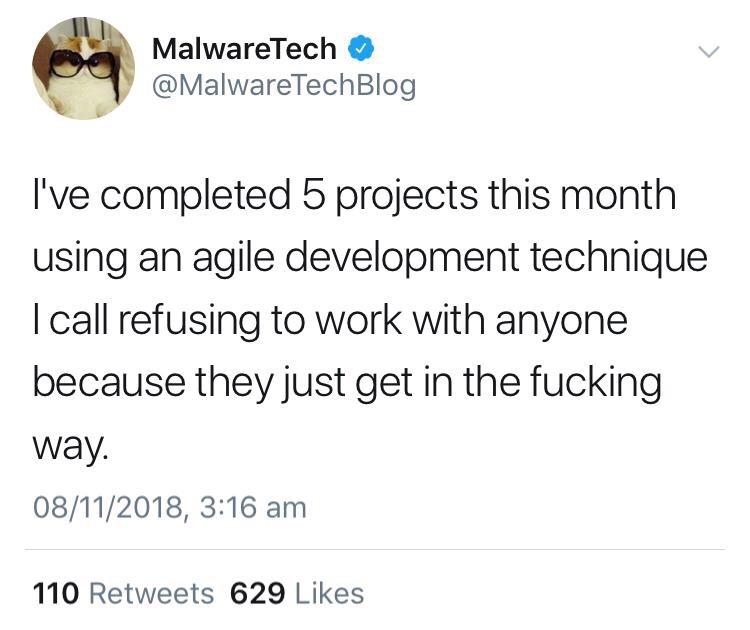 MalwareTech
@MalwareTechBlog
I've completed 5 projects this month
using an agile development technique
I call refusing to work with anyone
because they just get in the fucking
way.
08/11/2018, 3:16 am
110 Retweets 629 Likes